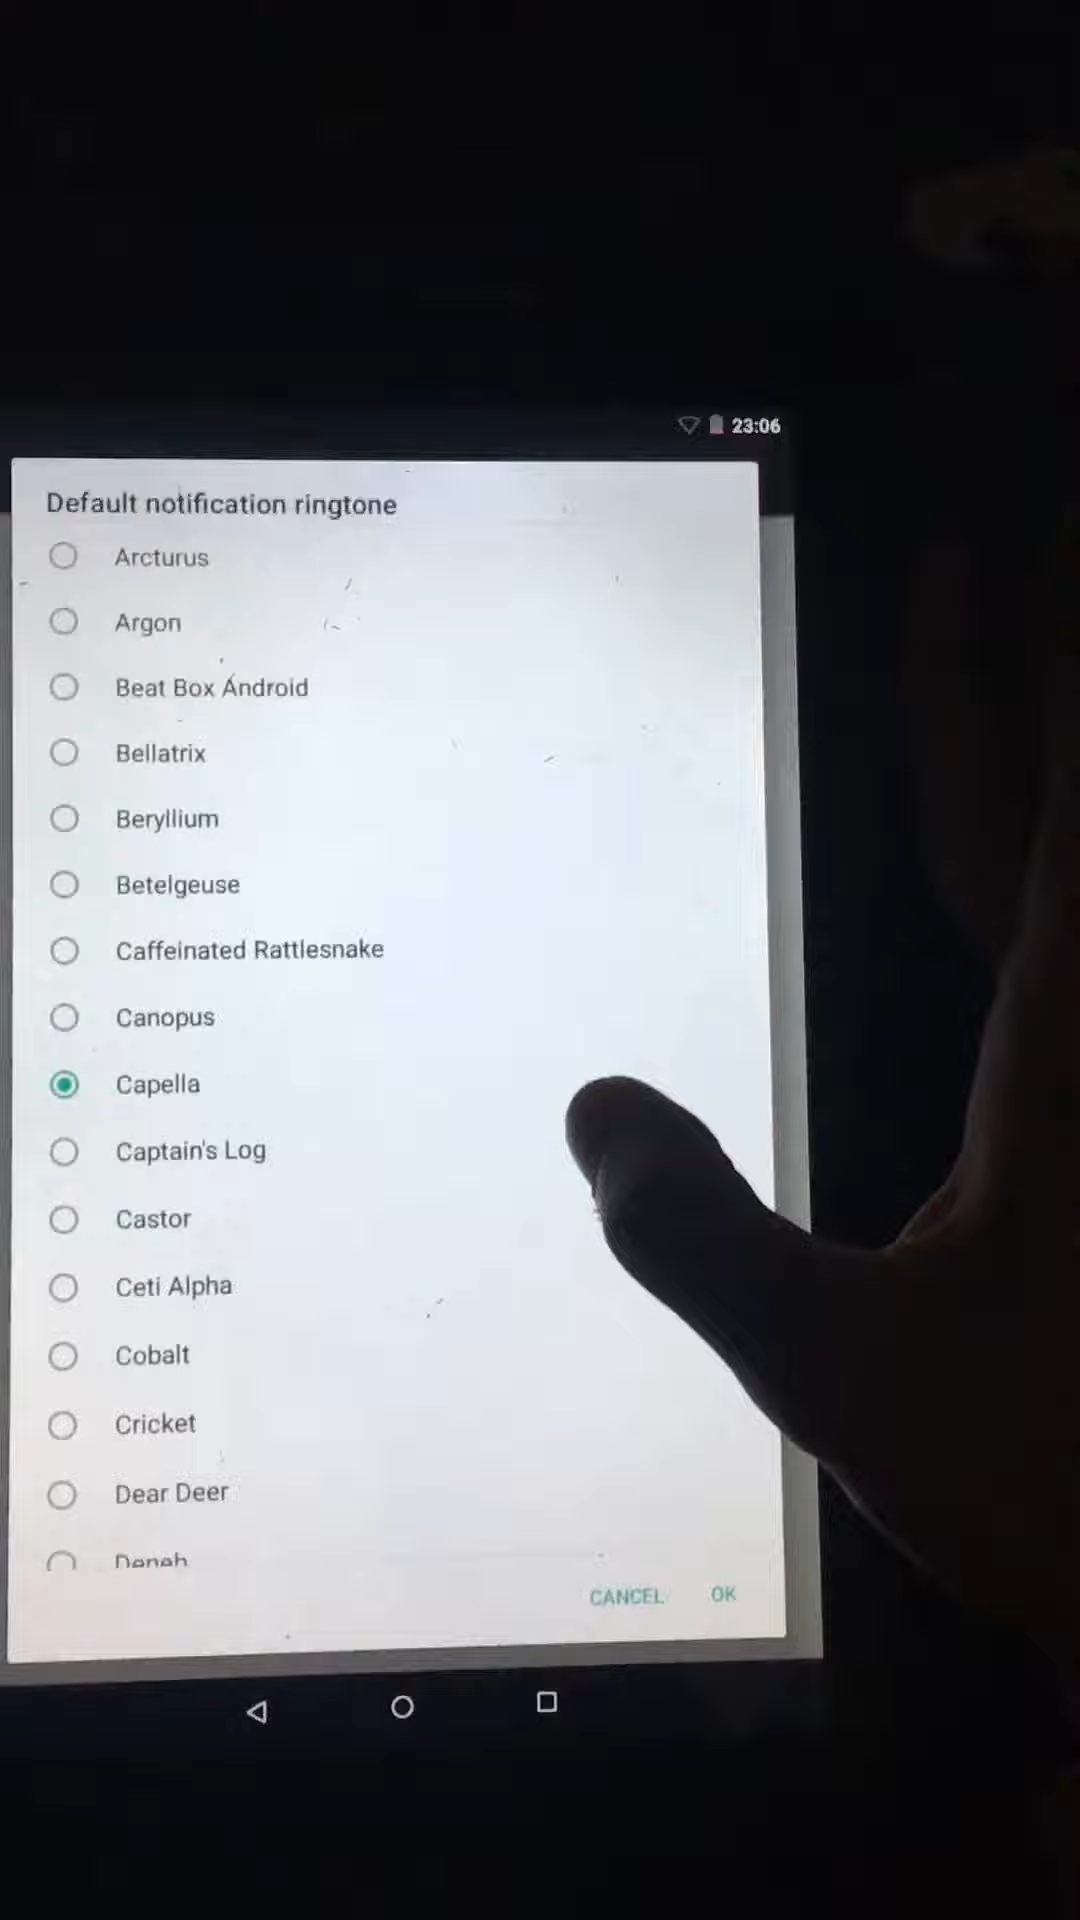 23:06
Default notification ringtone
Arcturus
Argon
Beat Box Android
Bellatrix
Beryllium
Betelgeuse
Caffeinated Rattlesnake
Canopus
Capella
Captain's Log
Castor
Ceti Alpha
Cobalt
Cricket
Dear Deer
CANCEL OK